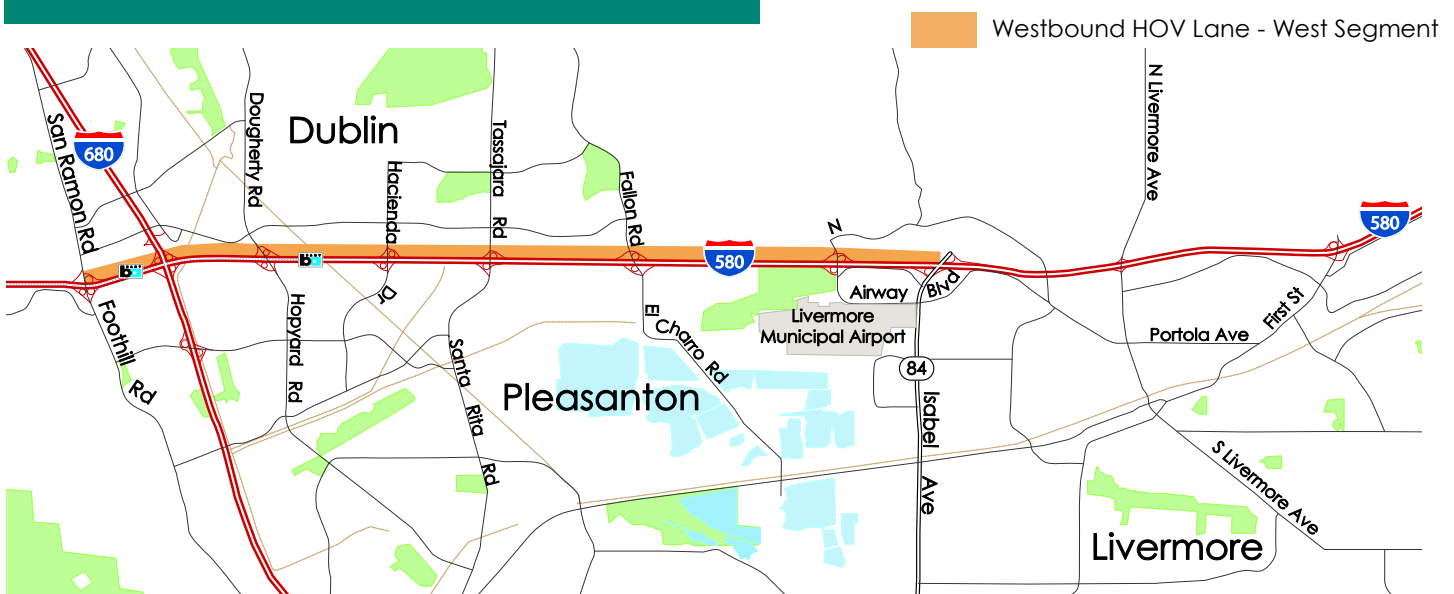 Westbound HOV Lane - West Segment
680
San Ramon Rd
Dougherty Rd
Dublin
Hacienda
Dr
Tassajara Rd
Fallon Rd
N Livermore Ave
580
580
N
Airway Blvd
Livermore
Municipal Airport
Foothill Rd
Hopyard Rd
Santa Rita Rd
El Charro Rd
Pleasanton
84
Isabel Ave
Portola Ave
First St
S Livermore Ave
Livermore